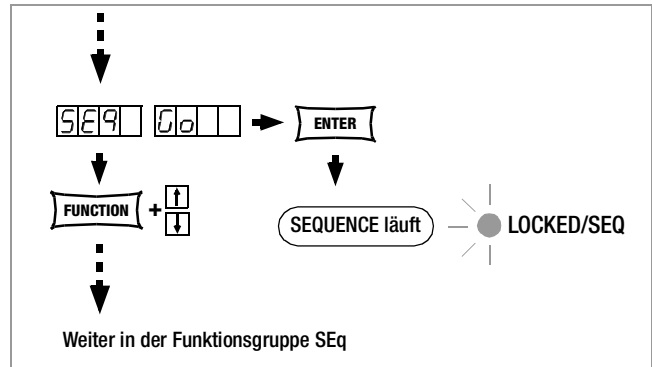 SEq Go ENTER
FUNCTION + ↑ ↓
SEQUENCE läuft LOCKED/SEQ
Weiter in der Funktionsgruppe SEq